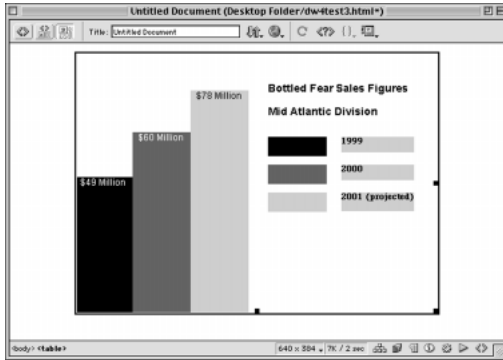 Untitled Document (Desktop Folder/dw4test3.html*)
Title: Untitled Document
$78 Million
$60 Million
$49 Million
Bottled Fear Sales Figures
Mid Atlantic Division
1999
2000
2001 (projected)
<body> <table>
640 x 384 7K / 2 sec